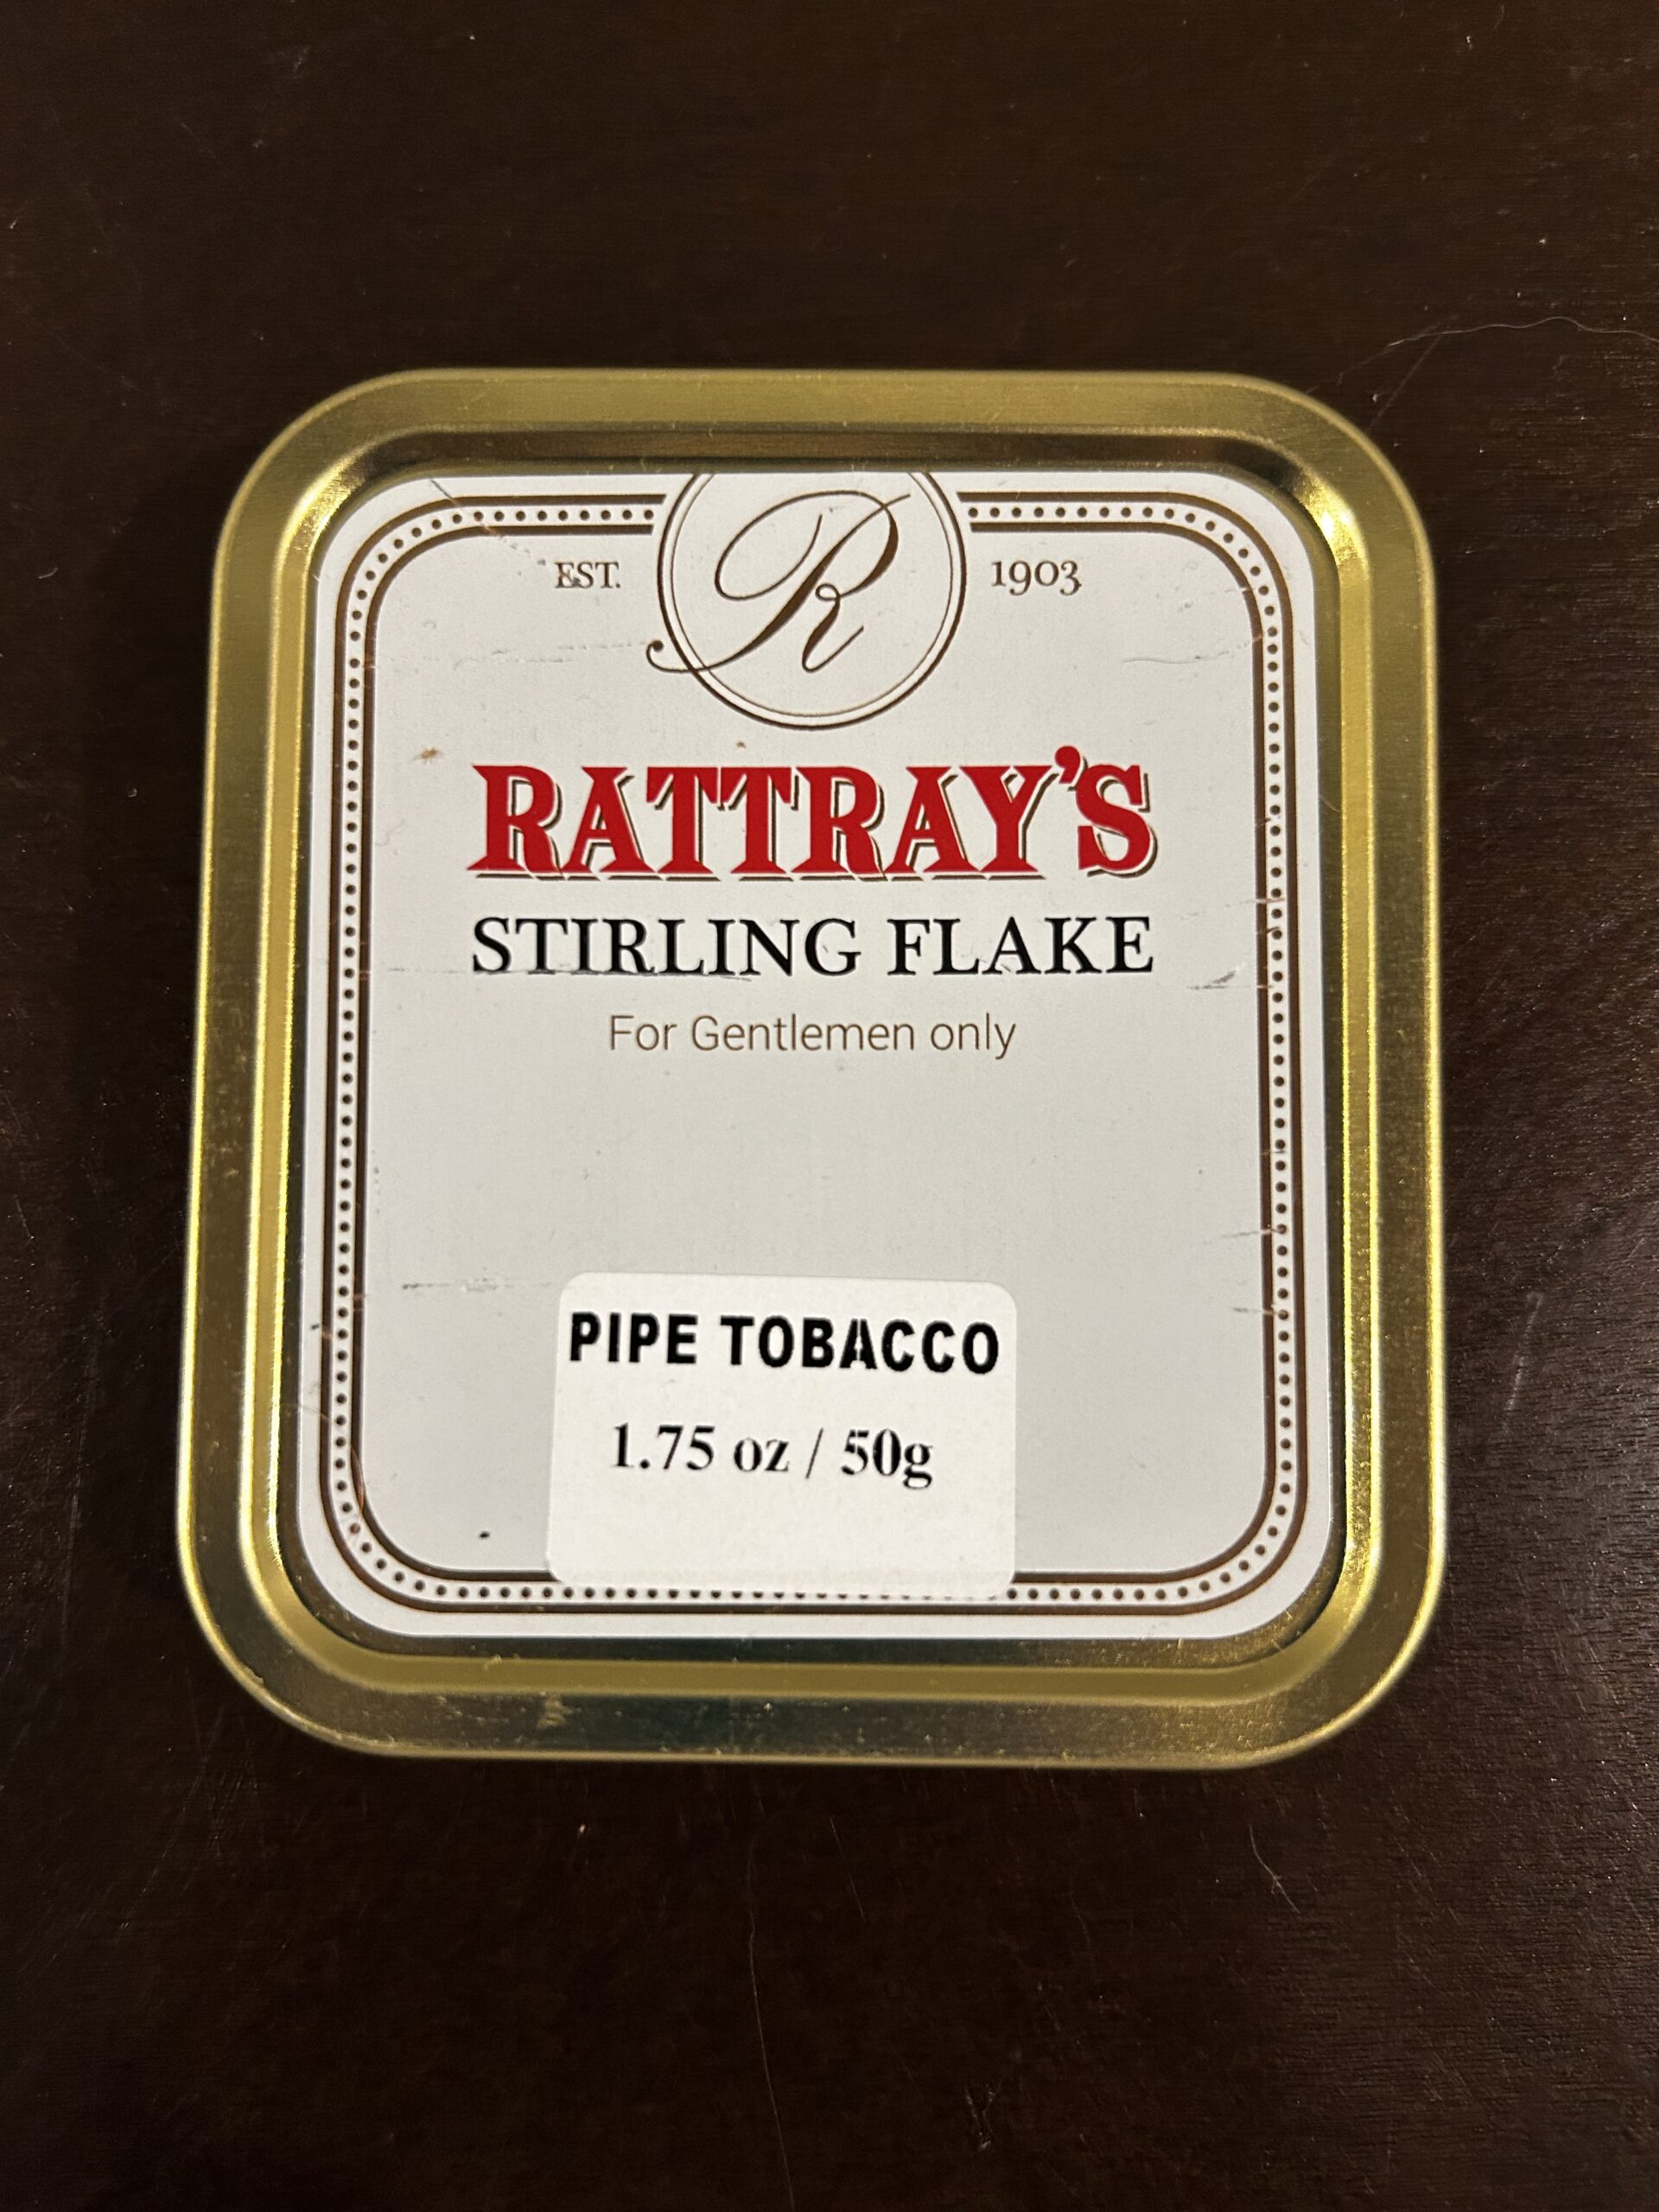 R
EST. 1903
RATTRAY'S
STIRLING FLAKE
For Gentlemen only
PIPE TOBACCO
1.75 oz / 50g